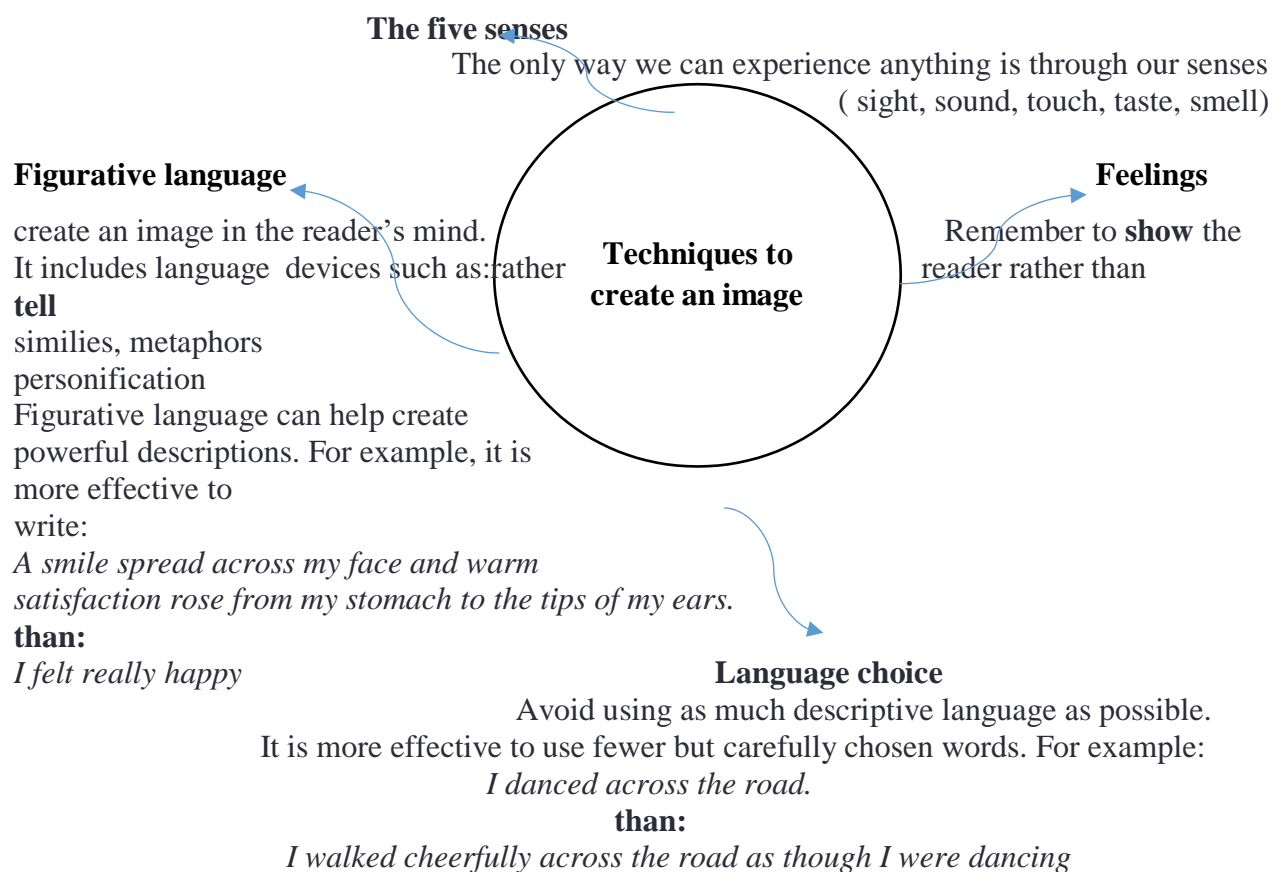 The five senses
The only way we can experience anything is through our senses
( sight, sound, touch, taste, smell)
Figurative language
Feelings
create an image in the reader’s mind.
Remember to show the
It includes language devices such as:rather
reader rather than
tell
similies, metaphors
personification
Techniques to
create an image
Figurative language can help create
powerful descriptions. For example, it is
more effective to
write:
A smile spread across my face and warm
satisfaction rose from my stomach to the tips of my ears.
than:
I felt really happy
Language choice
Avoid using as much descriptive language as possible.
It is more effective to use fewer but carefully chosen words. For example:
I danced across the road.
than:
I walked cheerfully across the road as though I were dancing